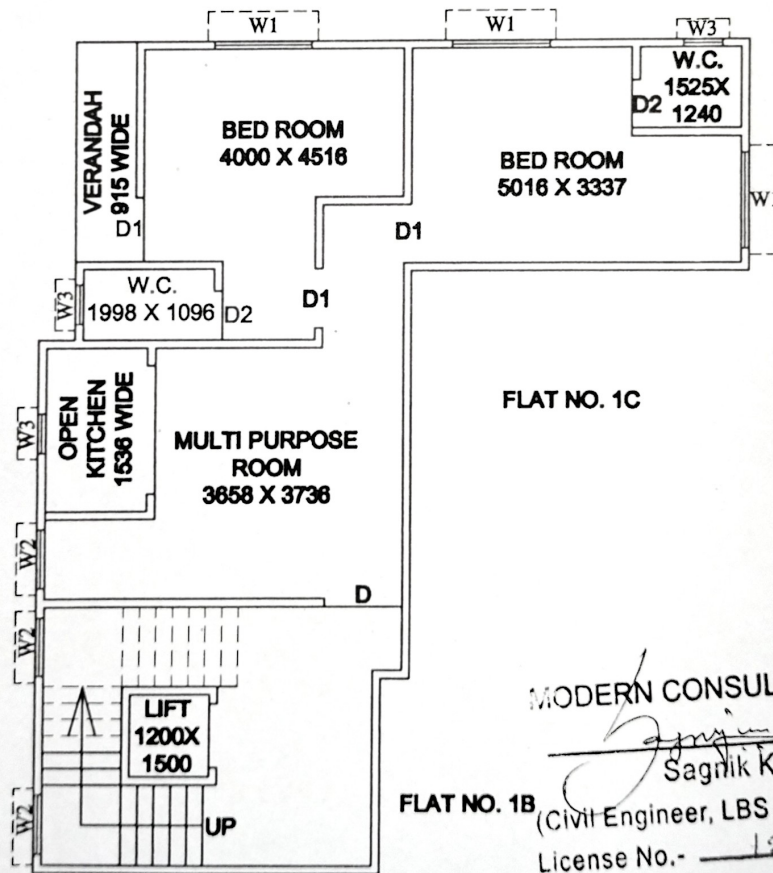 W1
W1
W3
VERANDAH
915 WIDE
D1
BED ROOM
4000 X 4516
D1
BED ROOM
5016 X 3337
W.C.
1525X
1240
D2
W3
W.C.
1998 X 1096
D2
D1
W3
OPEN
KITCHEN
1536 WIDE
MULTI PURPOSE
ROOM
3658 X 3736
FLAT NO. 1C
W2
D
W2
LIFT
1200X
1500
W2
UP
FLAT NO. 1B
MODERN CONSUL
Sagnik K
(Civil Engineer, LBS
License No.-